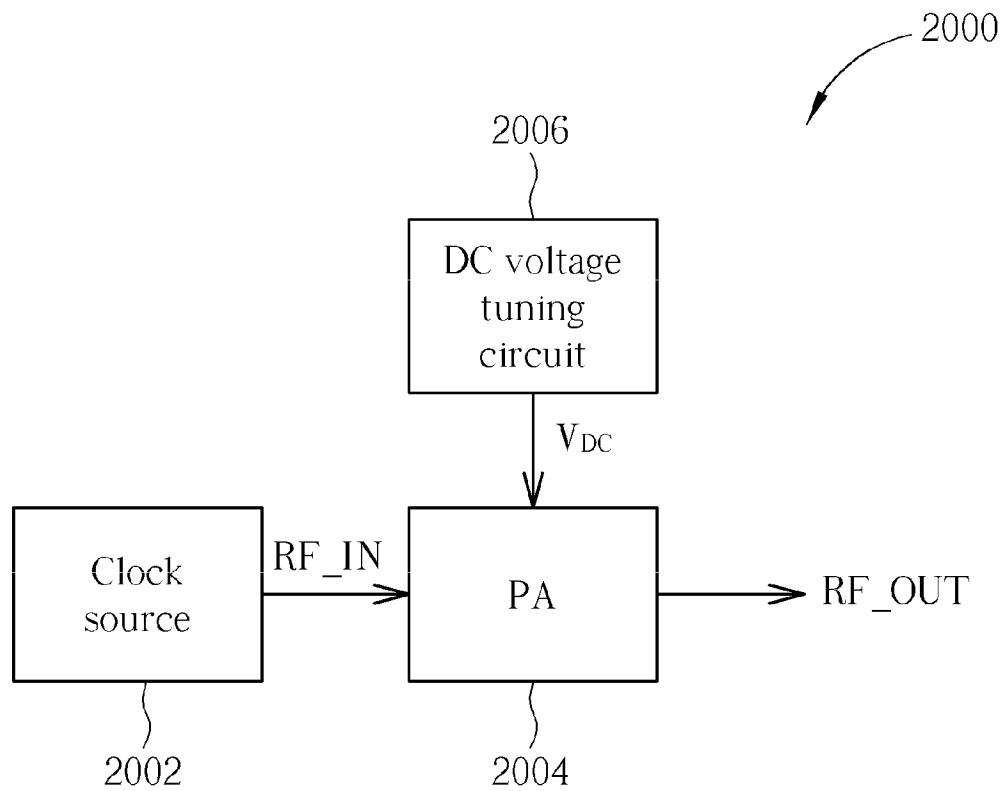 2000
2006
DC voltage
tuning
circuit
VDC
Clock
source
RF_IN
PA
RF_OUT
2002
2004